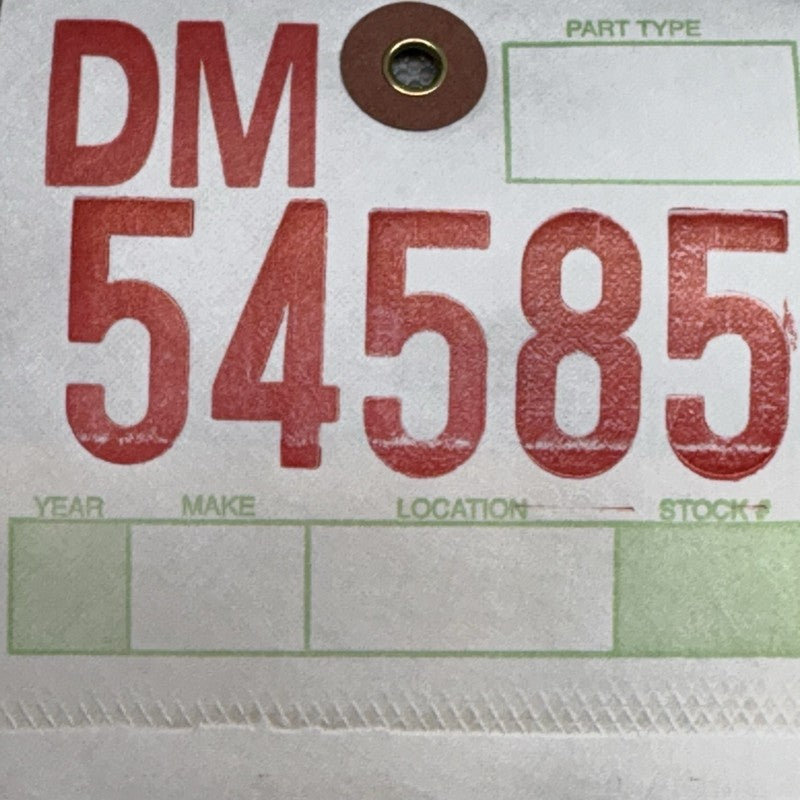 DM
PART TYPE
54585
YEAR MAKE LOCATION STOCK #